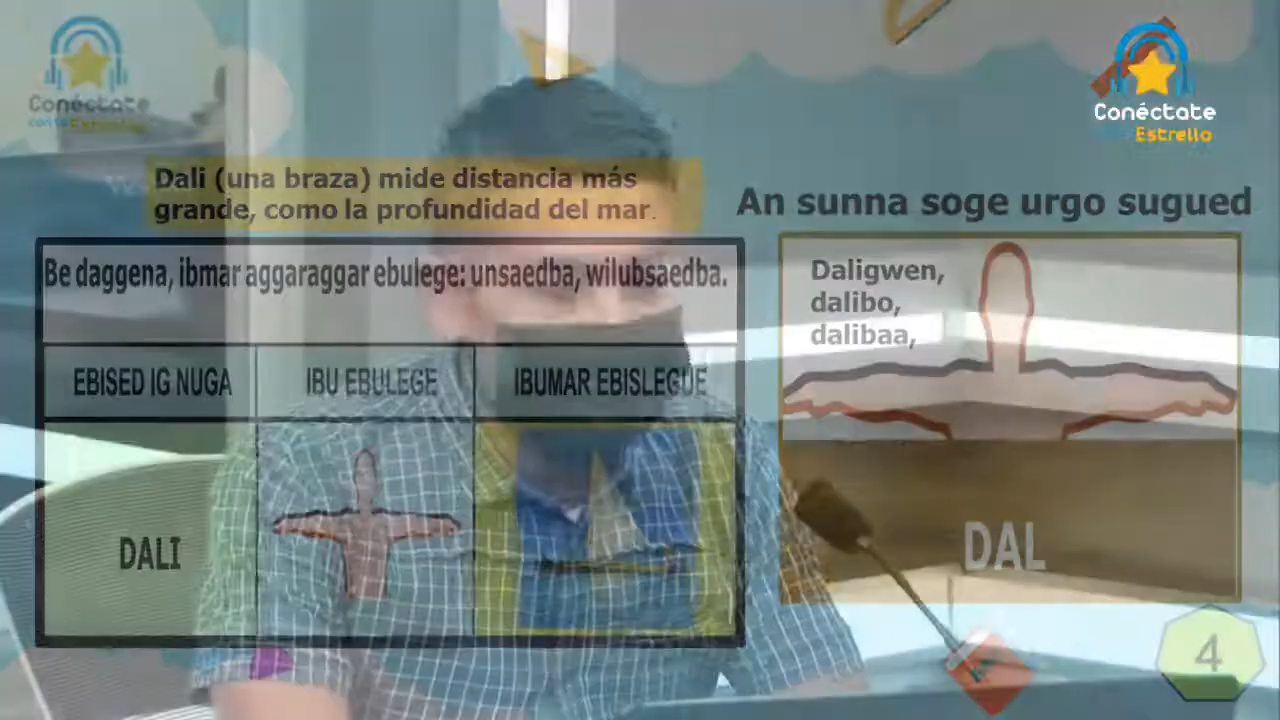 Conéctate
Estrella
Conéctate
Estrella
Dali (una braza) mide distancia más
grande, como la profundidad del mar.
An sunna soge urgo sugued
Be daggena, ibmar aggaraggar ebulege: unsaedba, wilubsaedba.
Daligwen,
dalibo,
dalibaa,
EBISED IG NUGA
IBU EBULEGE
IBUMAR EBISLEGUE
DALI
DAL
4